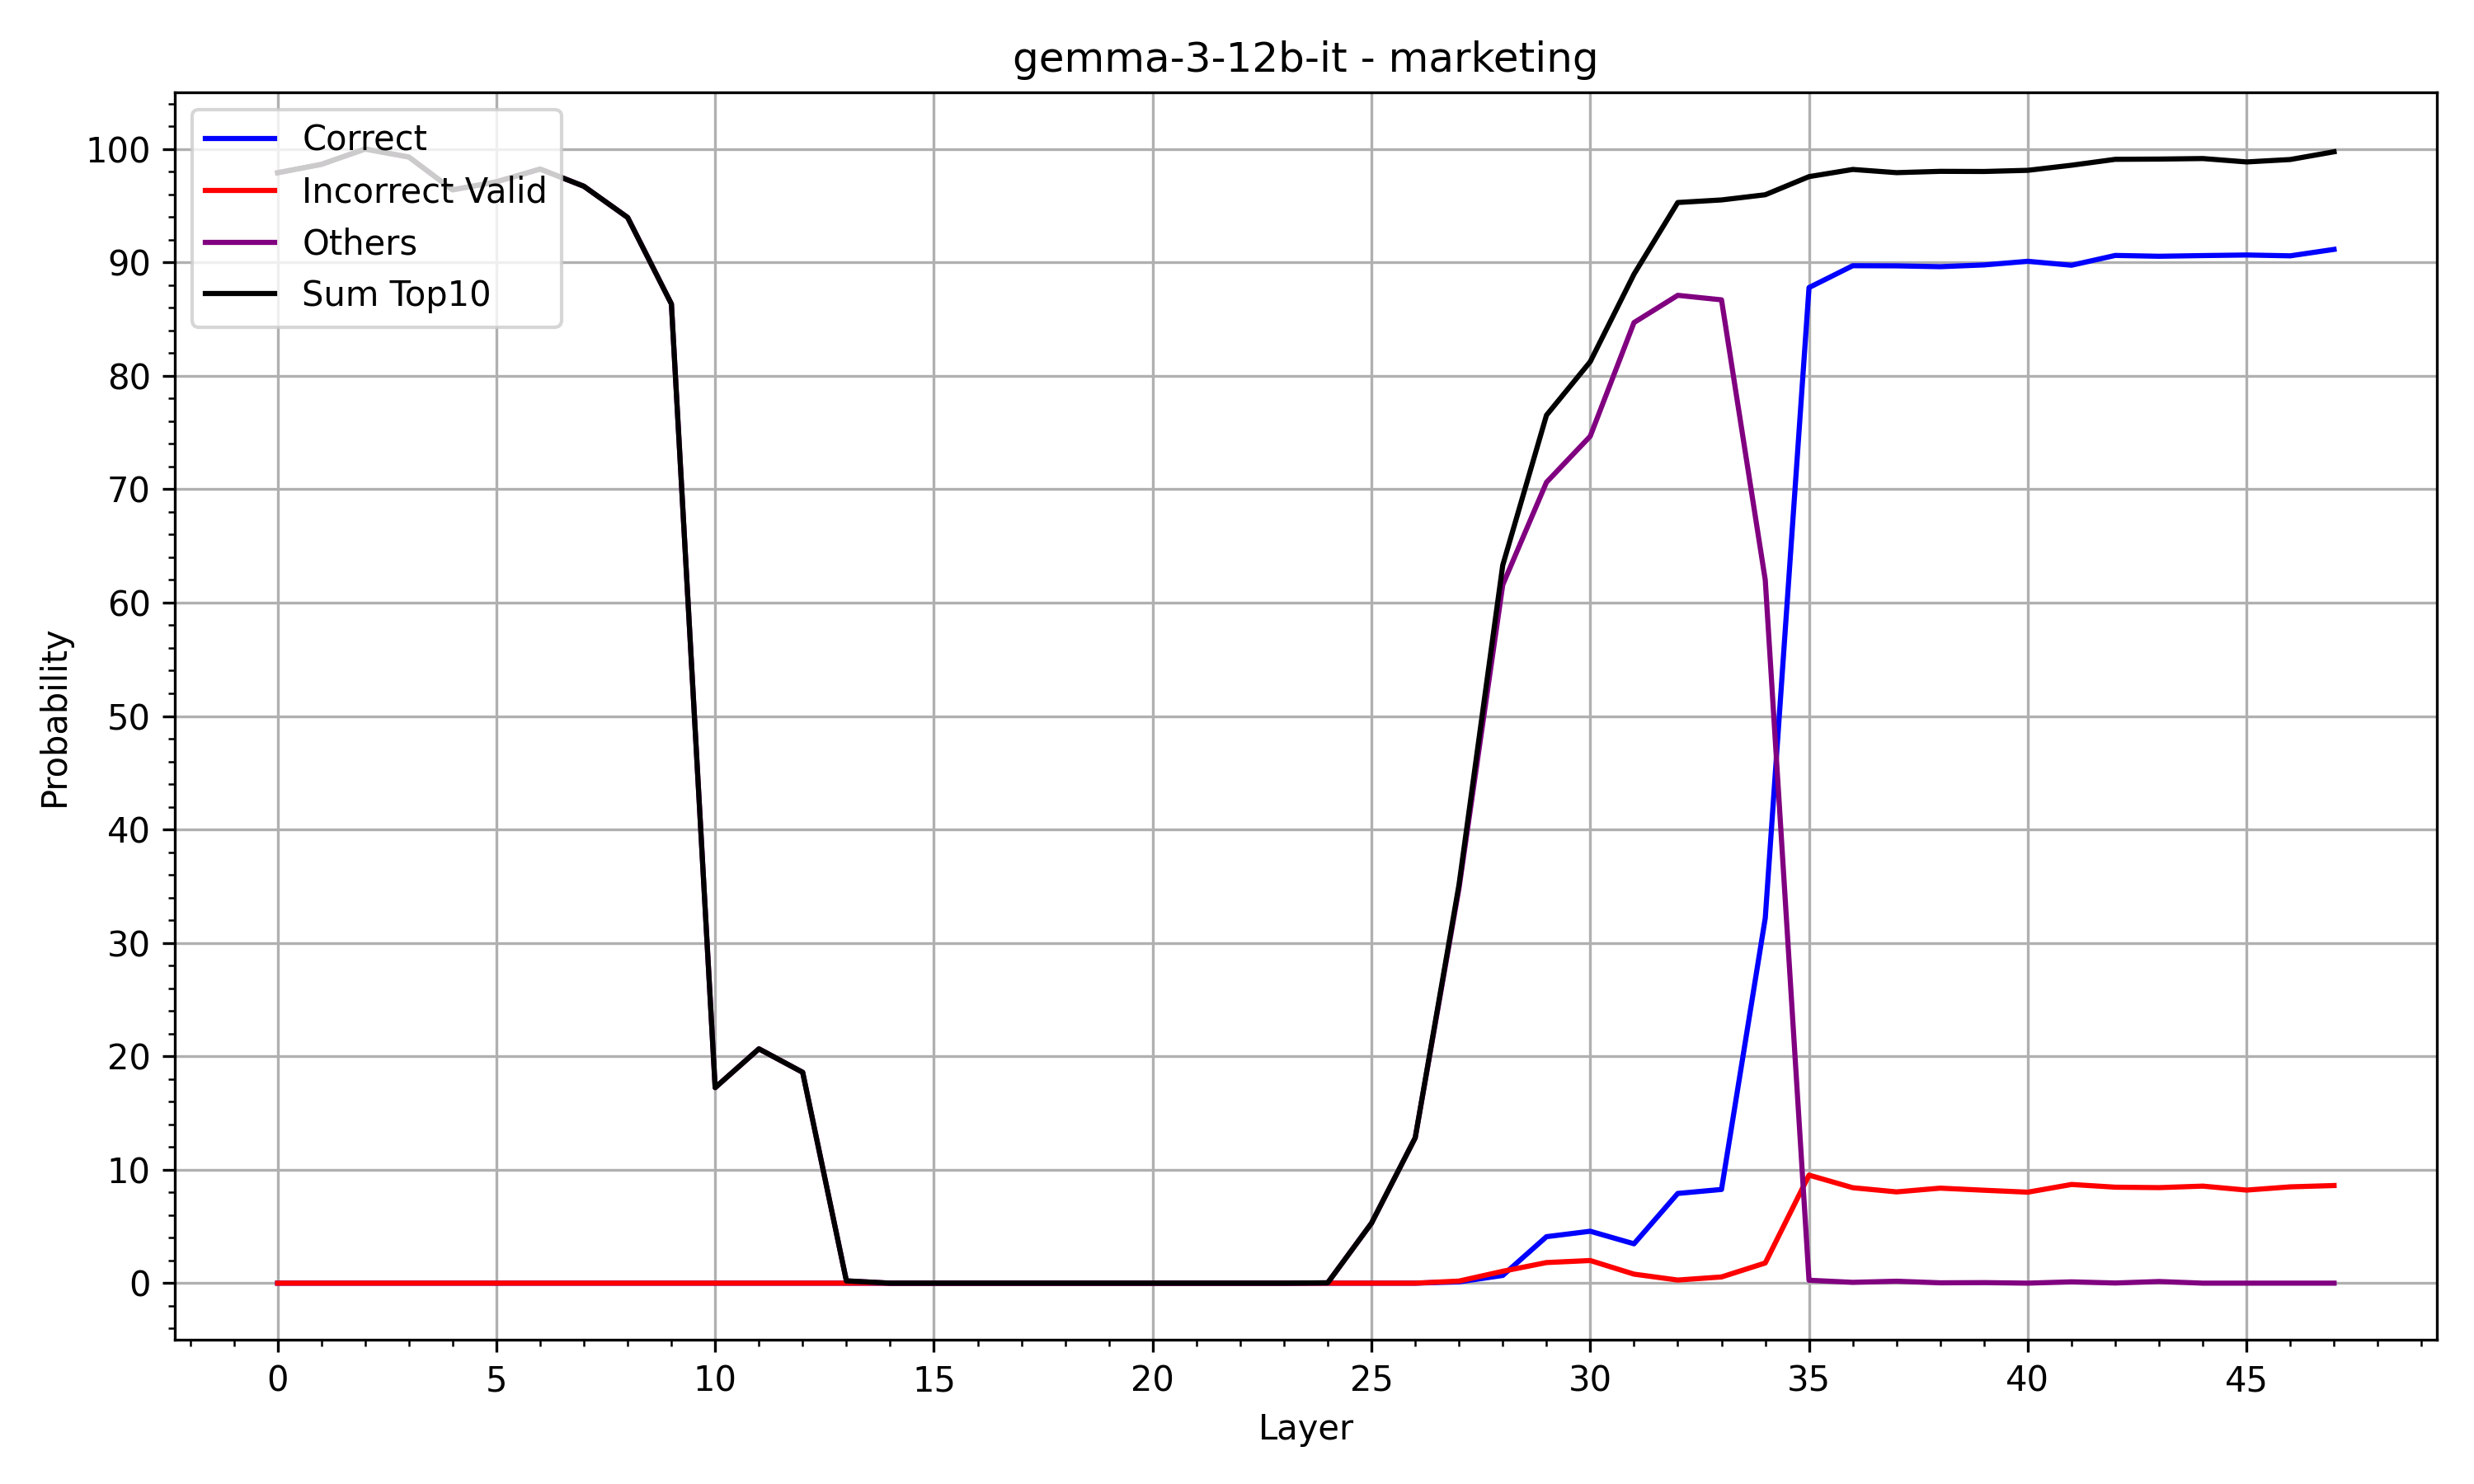 gemma-3-12b-it - marketing
Correct
Incorrect Valid
Others
Sum Top10
Probability
100
90
80
70
60
50
40
30
20
10
0
0 5 10 15 20 25 30 35 40 45
Layer